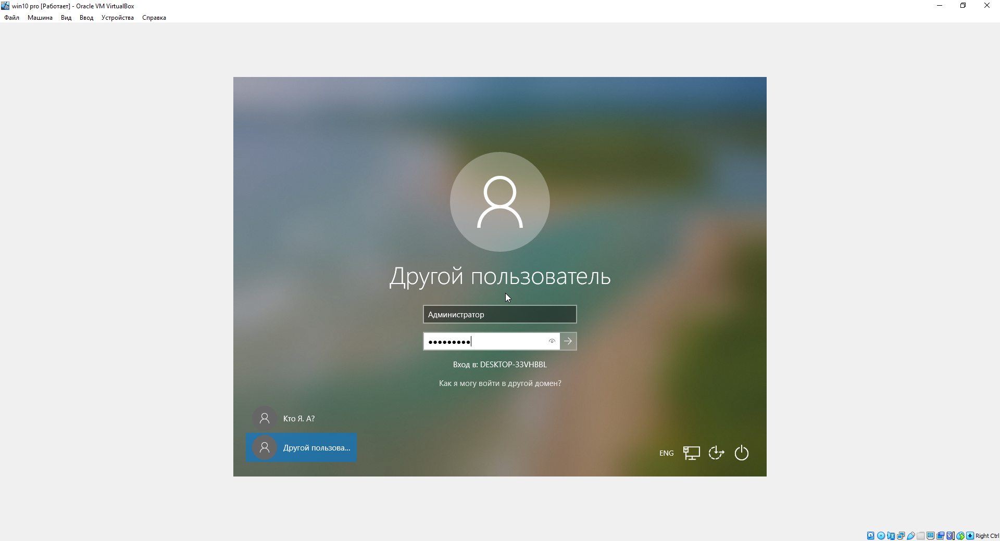 win10 pro [Работает] - Oracle VM VirtualBox
Файл Машина Вид Ввод Устройства Справка
Другой пользователь
Администратор
●●●●●●●●●
Вход в: DESKTOP-33VHBBL
Как я могу войти в другой домен?
Кто Я. А?
Другой пользова...
ENG
Right Ctrl